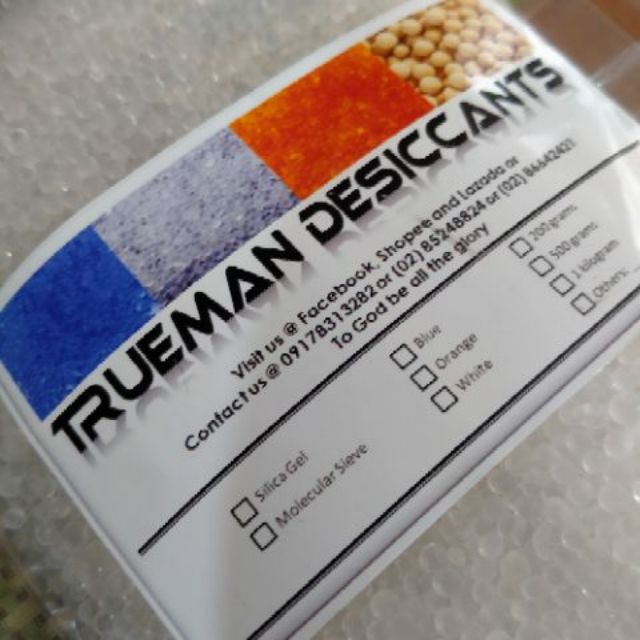 TRUEMAN DESICCANTS
Visit us @ Facebook, Shopee and Lazada or
Contact us @ 09178313282 or (02) 85248824 or (02) 84642421
To God be all the glory
Silica Gel
Molecular Sieve
Blue
Orange
White
200 grams
500 grams
1 kilogram
Others: